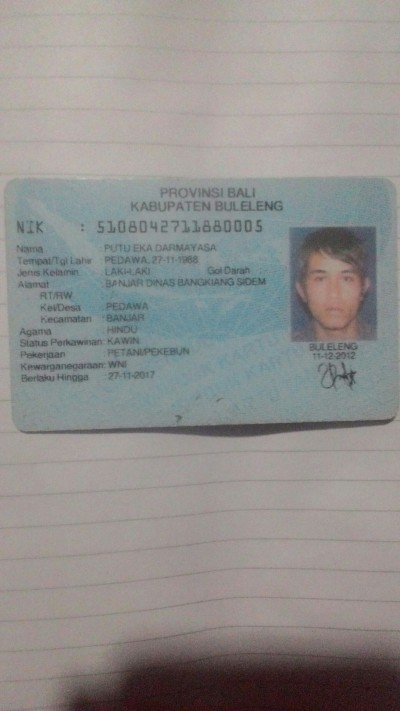 PROVINSI BALI
KABUPATEN BULELENG
NIK : 5108042711880005
Nama : PUTU EKA DARMAYASA
Tempat/Tgl Lahir : PEDAWA, 27-11-1988
Jenis Kelamin : LAKI-LAKI Gol Darah
Alamat : BANJAR DINAS BANGKIANG SIDEM
RT/RW :
Kel/Desa : PEDAWA
Kecamatan : BANJAR
Agama : HINDU
Status Perkawinan: KAWIN
Pekerjaan : PETANI/PEKEBUN
Kewarganegaraan: WNI
Berlaku Hingga : 27-11-2017
BULELENG
11-12-2012